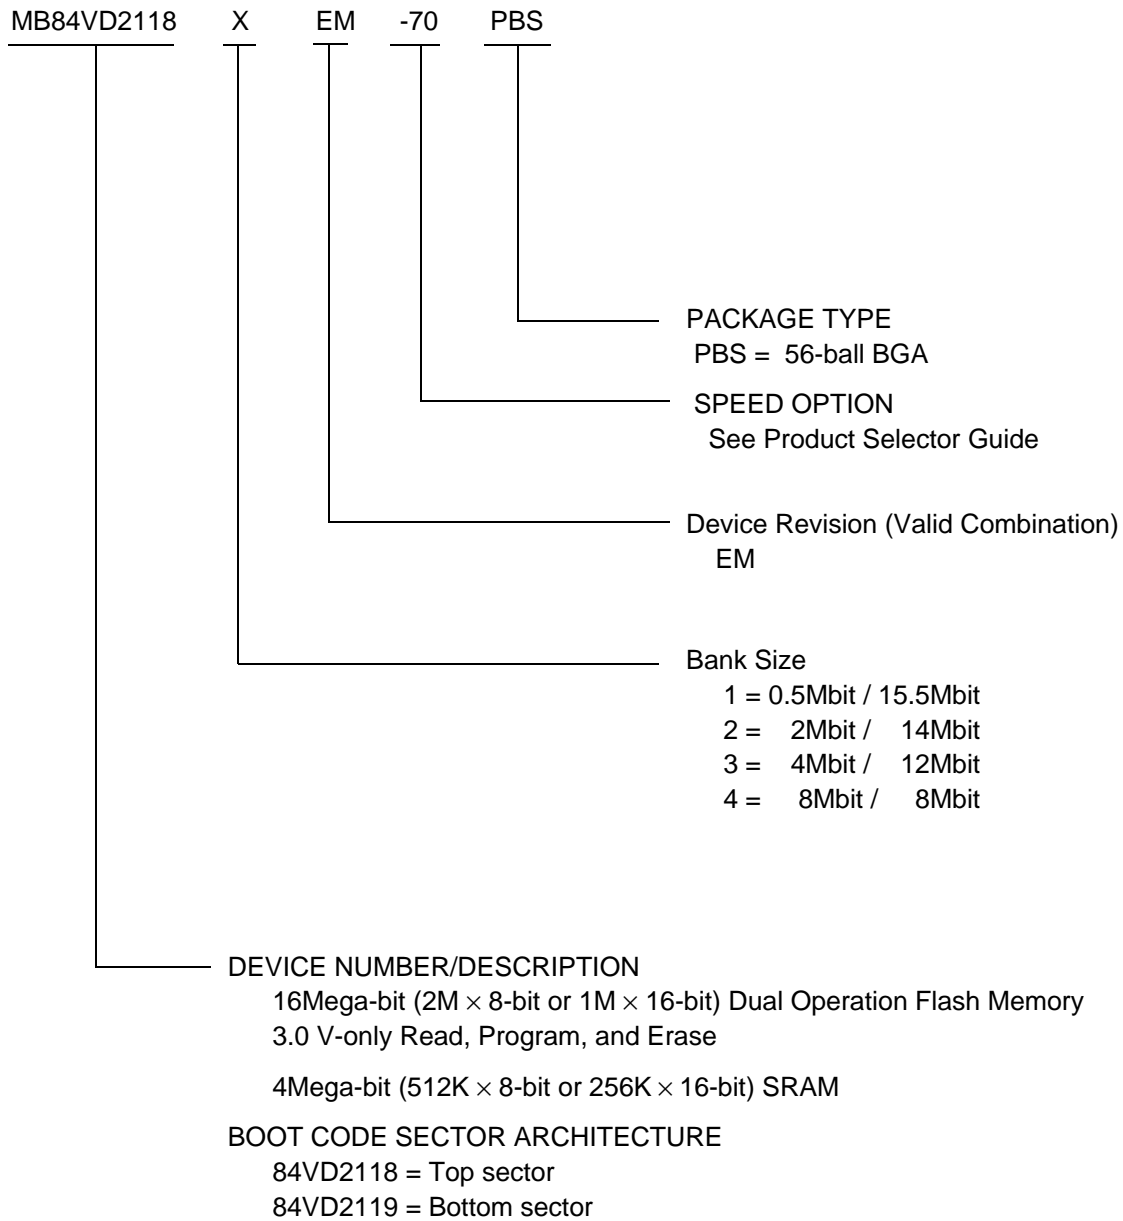 MB84VD2118 X EM -70 PBS
PACKAGE TYPE
PBS = 56-ball BGA
SPEED OPTION
See Product Selector Guide
Device Revision (Valid Combination)
EM
Bank Size
1 = 0.5Mbit / 15.5Mbit
2 = 2Mbit / 14Mbit
3 = 4Mbit / 12Mbit
4 = 8Mbit / 8Mbit
DEVICE NUMBER/DESCRIPTION
16Mega-bit (2M × 8-bit or 1M × 16-bit) Dual Operation Flash Memory
3.0 V-only Read, Program, and Erase
4Mega-bit (512K × 8-bit or 256K × 16-bit) SRAM
BOOT CODE SECTOR ARCHITECTURE
84VD2118 = Top sector
84VD2119 = Bottom sector